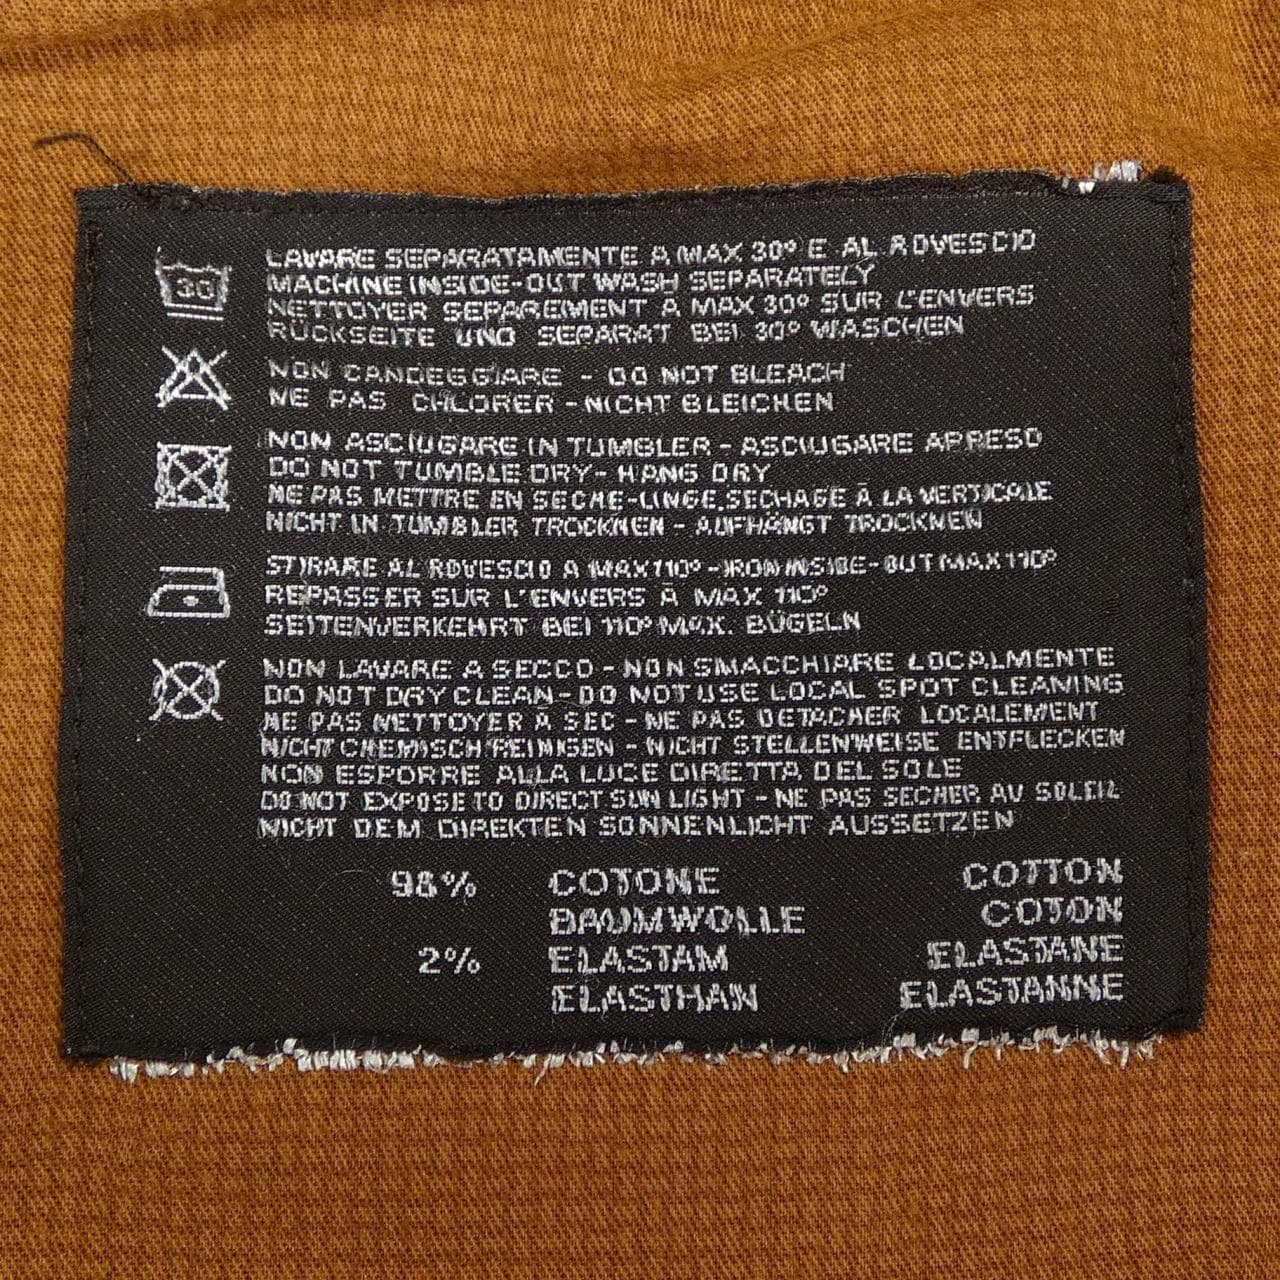 30
LAVARE SEPARATAMENTE A MAX 30° E AL ROVESCIO
MACHINE INSIDE-OUT WASH SEPARATELY
NETTOYER SEPAREMENT A MAX 30° SUR L'ENVERS
RÜCKSEITE UND SEPARAT BEI 30° WASCHEN
NON CANDEGGIARE - DO NOT BLEACH
NE PAS CHLORER - NICHT BLEICHEN
NON ASCIUGARE IN TUMBLER - ASCIUGARE APPESO
DO NOT TUMBLE DRY - HANG DRY
NE PAS METTRE EN SECHE-LINGE.SECHAGE À LA VERTICALE
NICHT IN TUMBLER TROCKNEN - AUFHÄNGT TROCKNEN
STIRARE AL ROVESCIO A MAX 110° - IRON INSIDE-OUT MAX 110°
REPASSER SUR L'ENVERS À MAX 110°
SEITENVERKEHRT BEI 110° MAX. BÜGELN
NON LAVARE A SECCO - NON SMACCHIARE LOCALMENTE
DO NOT DRY CLEAN - DO NOT USE LOCAL SPOT CLEANING
NE PAS NETTOYER A SEC - NE PAS DETACHER LOCALEMENT
NICHT CHEMISCH REINIGEN - NICHT STELLENWEISE ENTFLECKEN
NON ESPORRE ALLA LUCE DIRETTA DEL SOLE
DO NOT EXPOSE TO DIRECT SUN LIGHT - NE PAS SECHER AU SOLEIL
NICHT DEM DIREKTEN SONNENLICHT AUSSETZEN
98% COTONE COTTON
BAUMWOLLE COTON
2% ELASTAM ELASTANE
ELASTHAN ELASTANNE